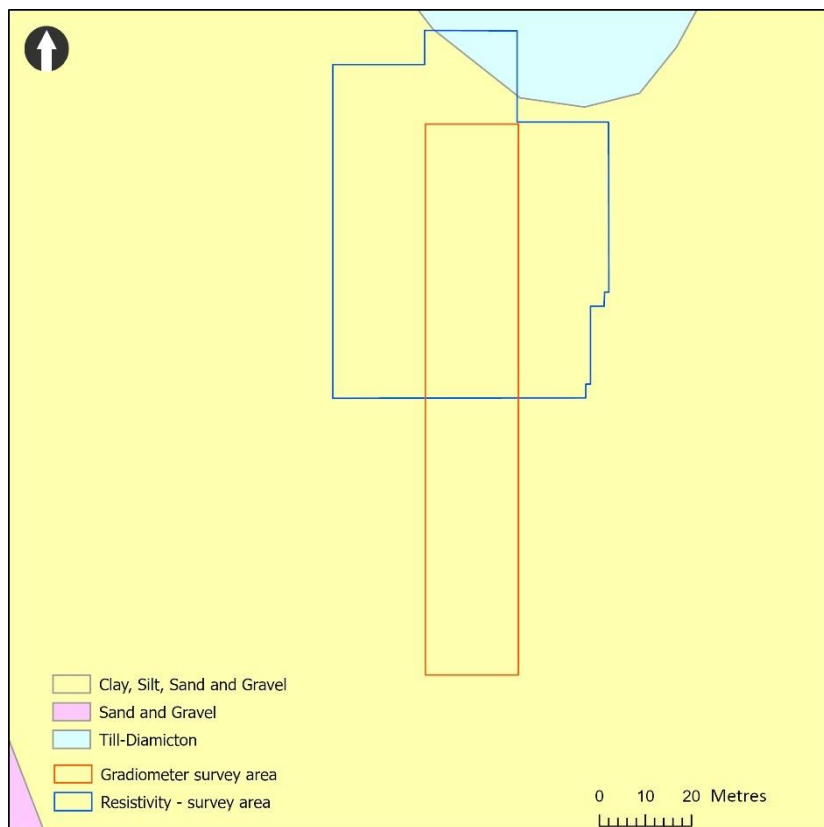 Clay, Silt, Sand and Gravel
Sand and Gravel
Till-Diamicton
Gradiometer survey area
Resistivity - survey area
0 10 20 Metres